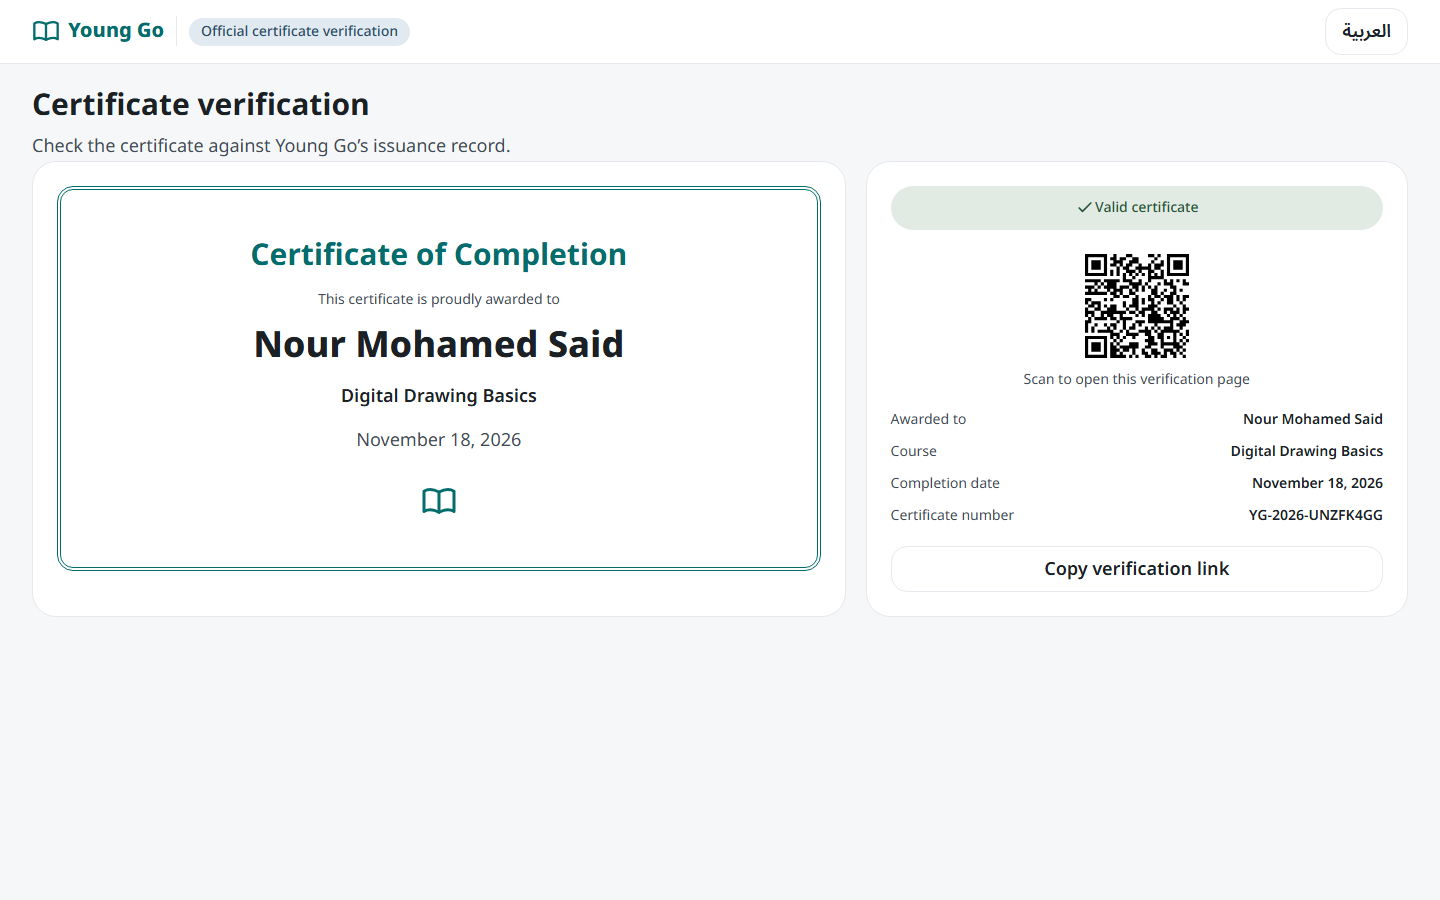 Young Go
Official certificate verification
العربية
Certificate verification
Check the certificate against Young Go’s issuance record.
Certificate of Completion
This certificate is proudly awarded to
Nour Mohamed Said
Digital Drawing Basics
November 18, 2026
Valid certificate
Scan to open this verification page
Awarded to Nour Mohamed Said
Course Digital Drawing Basics
Completion date November 18, 2026
Certificate number YG-2026-UNZFK4GG
Copy verification link